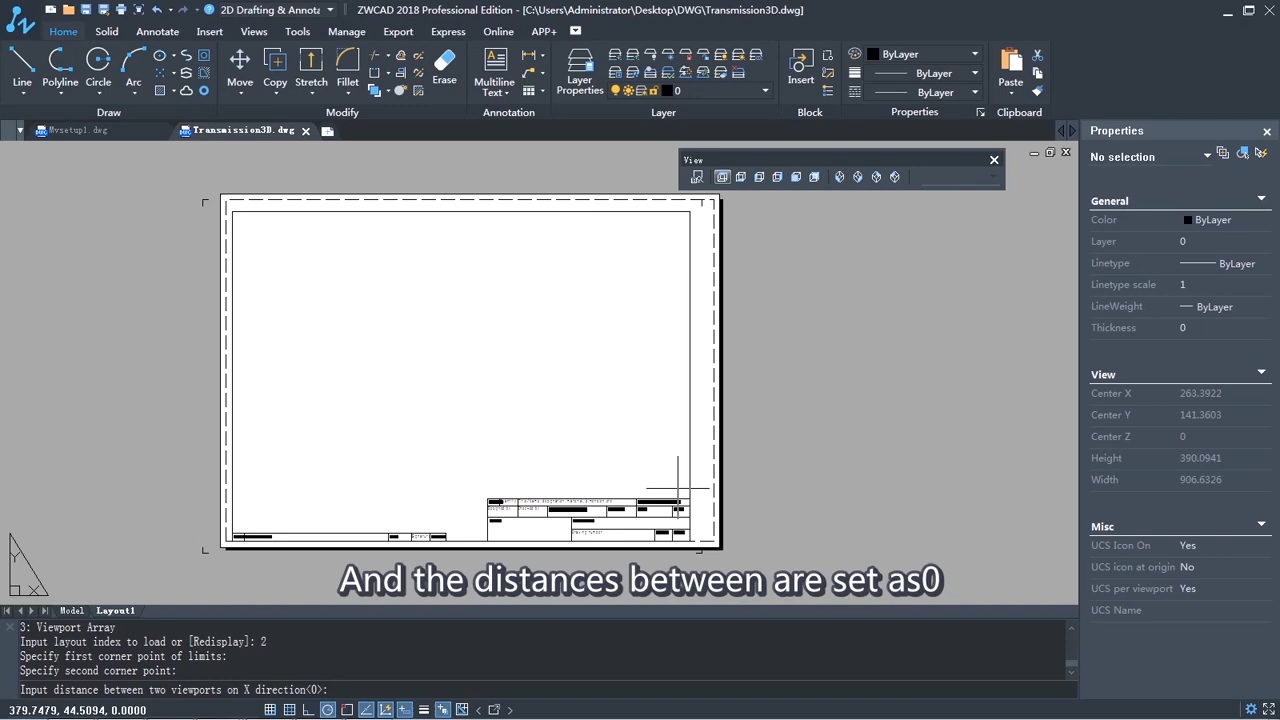 2D Drafting & Annota
ZWCAD 2018 Professional Edition - [C:\Users\Administrator\Desktop\DWG\Transmission3D.dwg]
Home Solid Annotate Insert Views Tools Manage Export Express Online APP+
Line Polyline Circle Arc
Move Copy Stretch Fillet Erase
Multiline Text
Layer Properties
0
Insert
ByLayer
ByLayer
ByLayer
Paste
Draw Modify Annotation Layer Block Properties Clipboard
Mvsetup1.dwg Transmission3D.dwg
View
Properties
No selection
General
Color ByLayer
Layer 0
Linetype ByLayer
Linetype scale 1
LineWeight ByLayer
Thickness 0
View
Center X 263.3922
Center Y 141.3603
Center Z 0
Height 390.0941
Width 906.6326
Misc
UCS Icon On Yes
UCS icon at origin No
UCS per viewport Yes
UCS Name
Y
X
And the distances between are set as0
Model Layout1
3: Viewport Array
Input layout index to load or [Redisplay]: 2
Specify first corner point of limits:
Specify second corner point:
Input distance between two viewports on X direction<0>:
379.7479, 44.5094, 0.0000